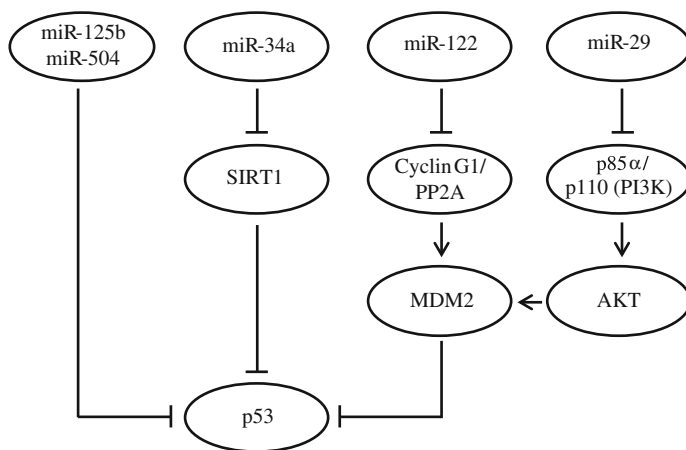 miR-125b
miR-504
miR-34a
miR-122
miR-29
SIRT1
Cyclin G1/
PP2A
p85α/
p110 (PI3K)
MDM2
AKT
p53